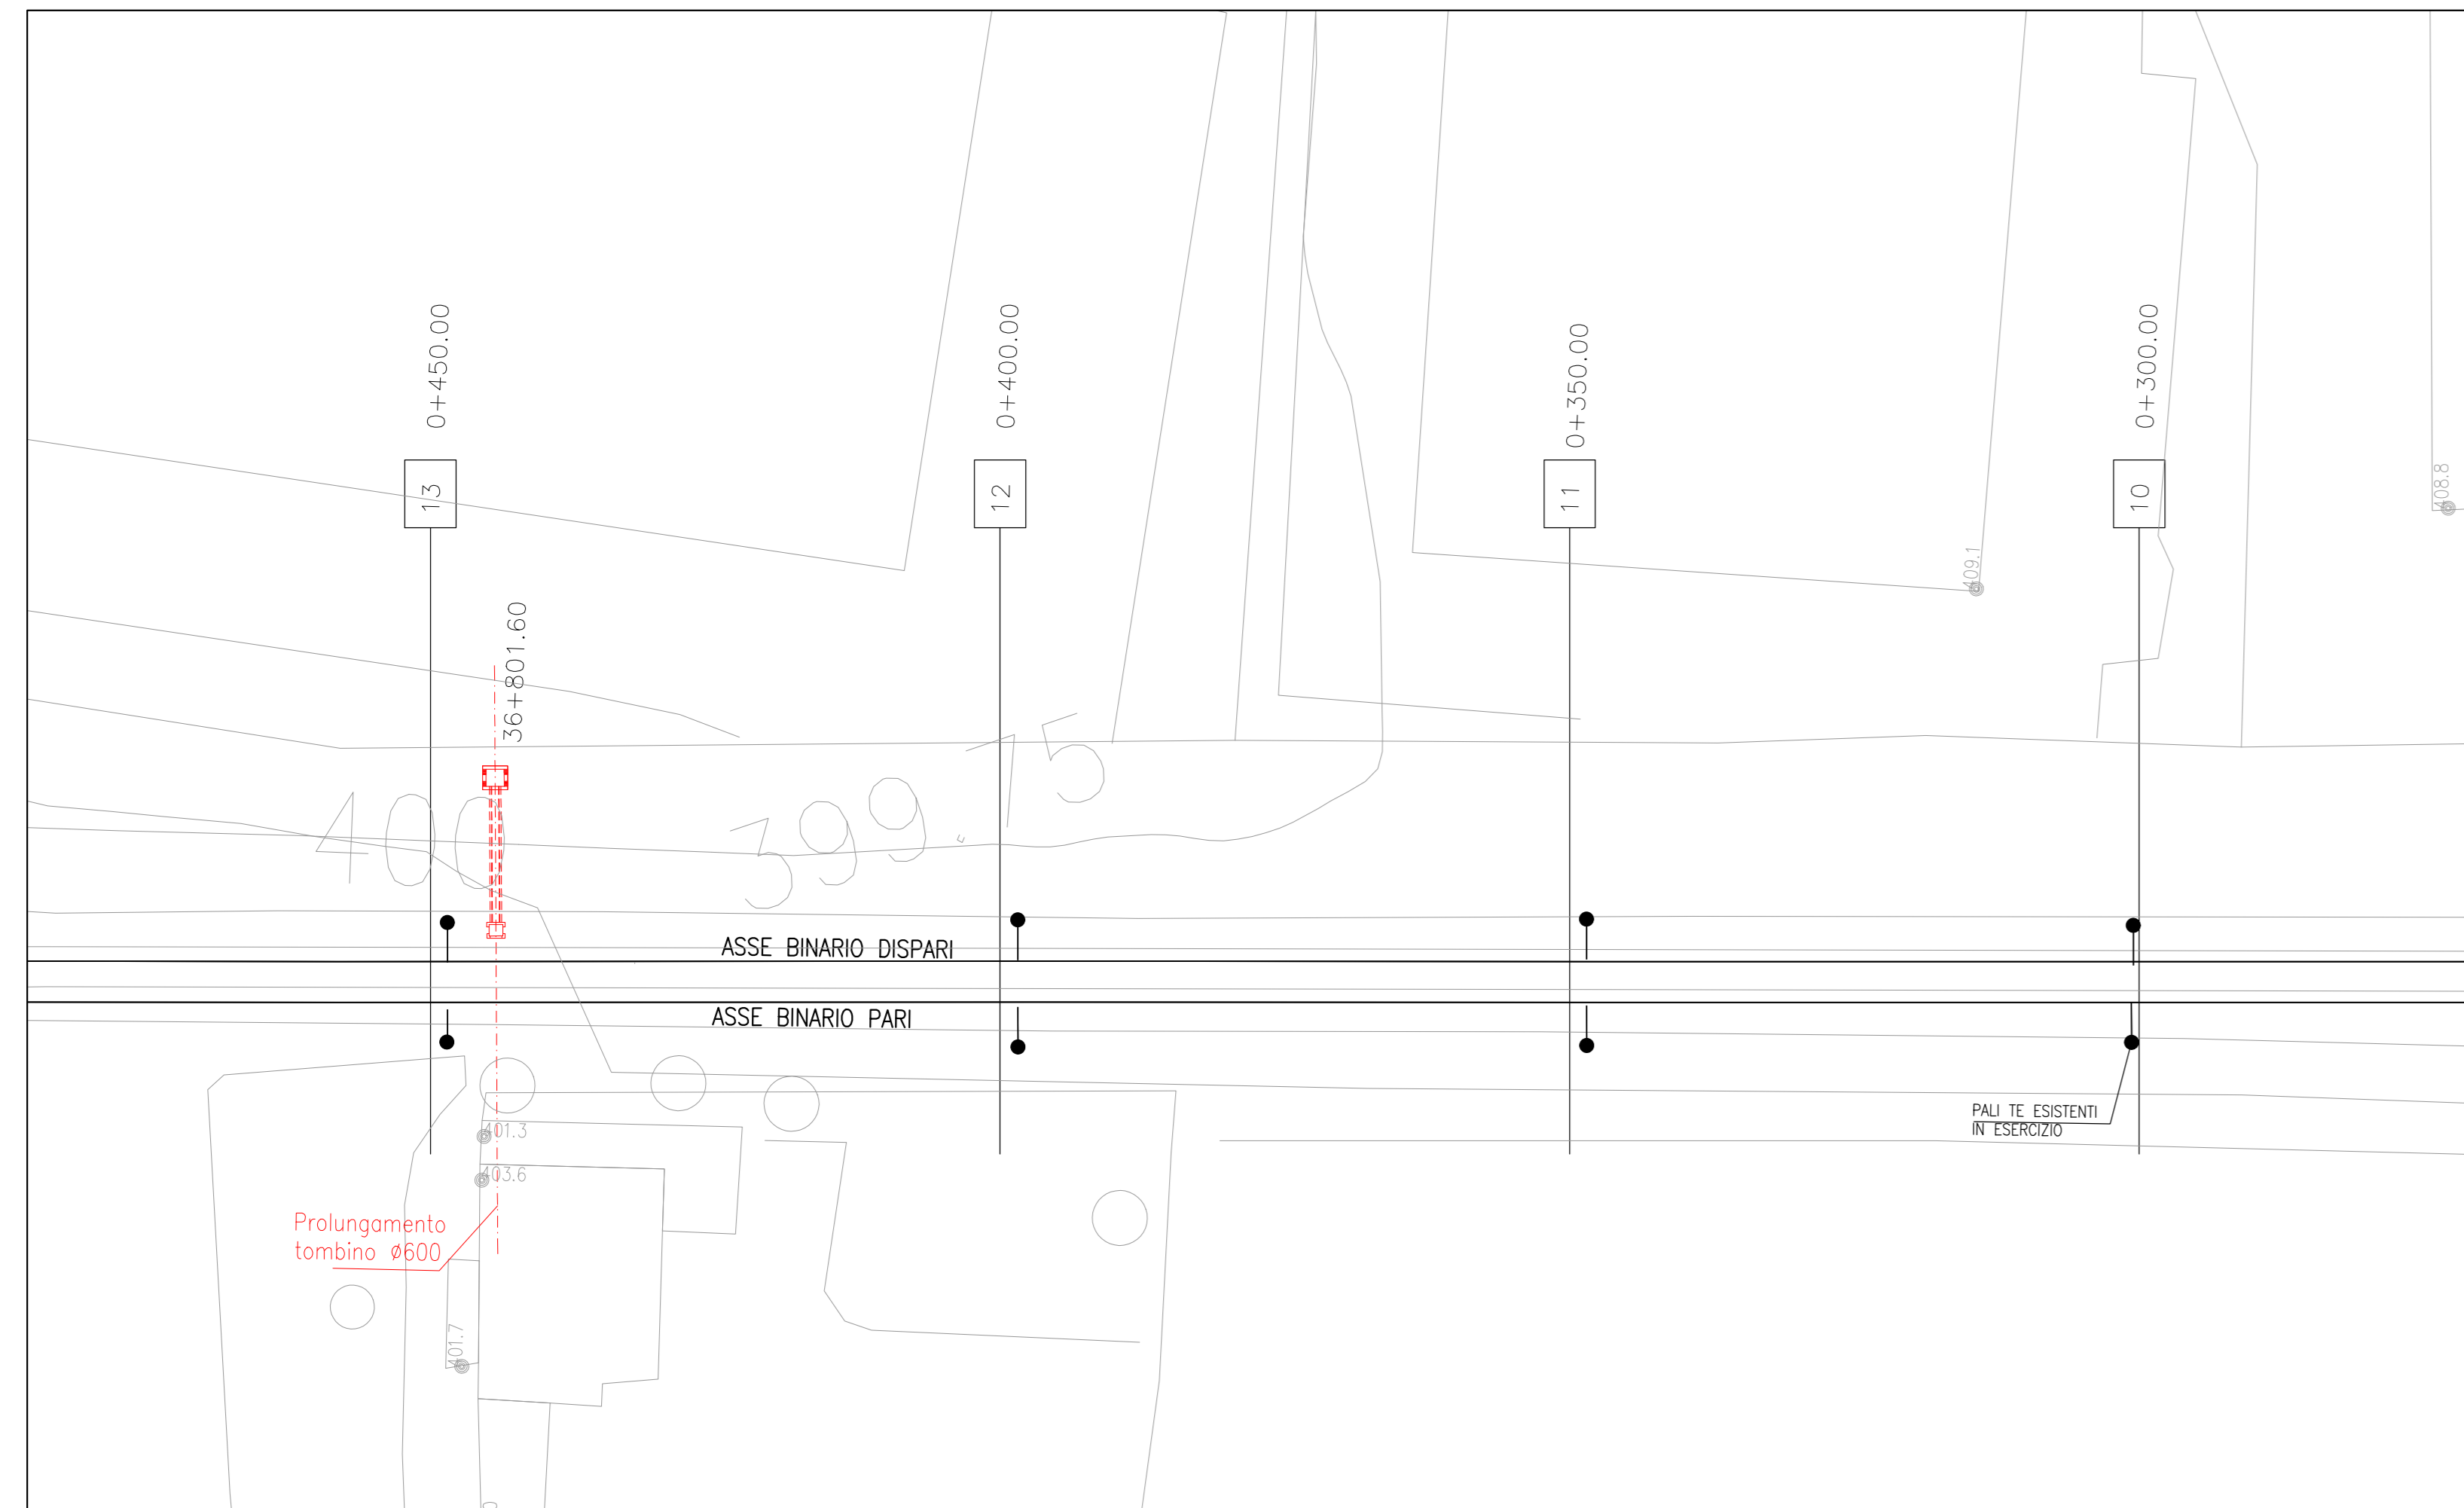 0+450.00
0+400.00
0+350.00
0+300.00
13
12
11
10
408.8
409.1
36+801.60
400
399.75
ASSE BINARIO DISPARI
ASSE BINARIO PARI
PALI TE ESISTENTI
IN ESERCIZIO
401.3
403.6
Prolungamento
tombino Ø600
401.7